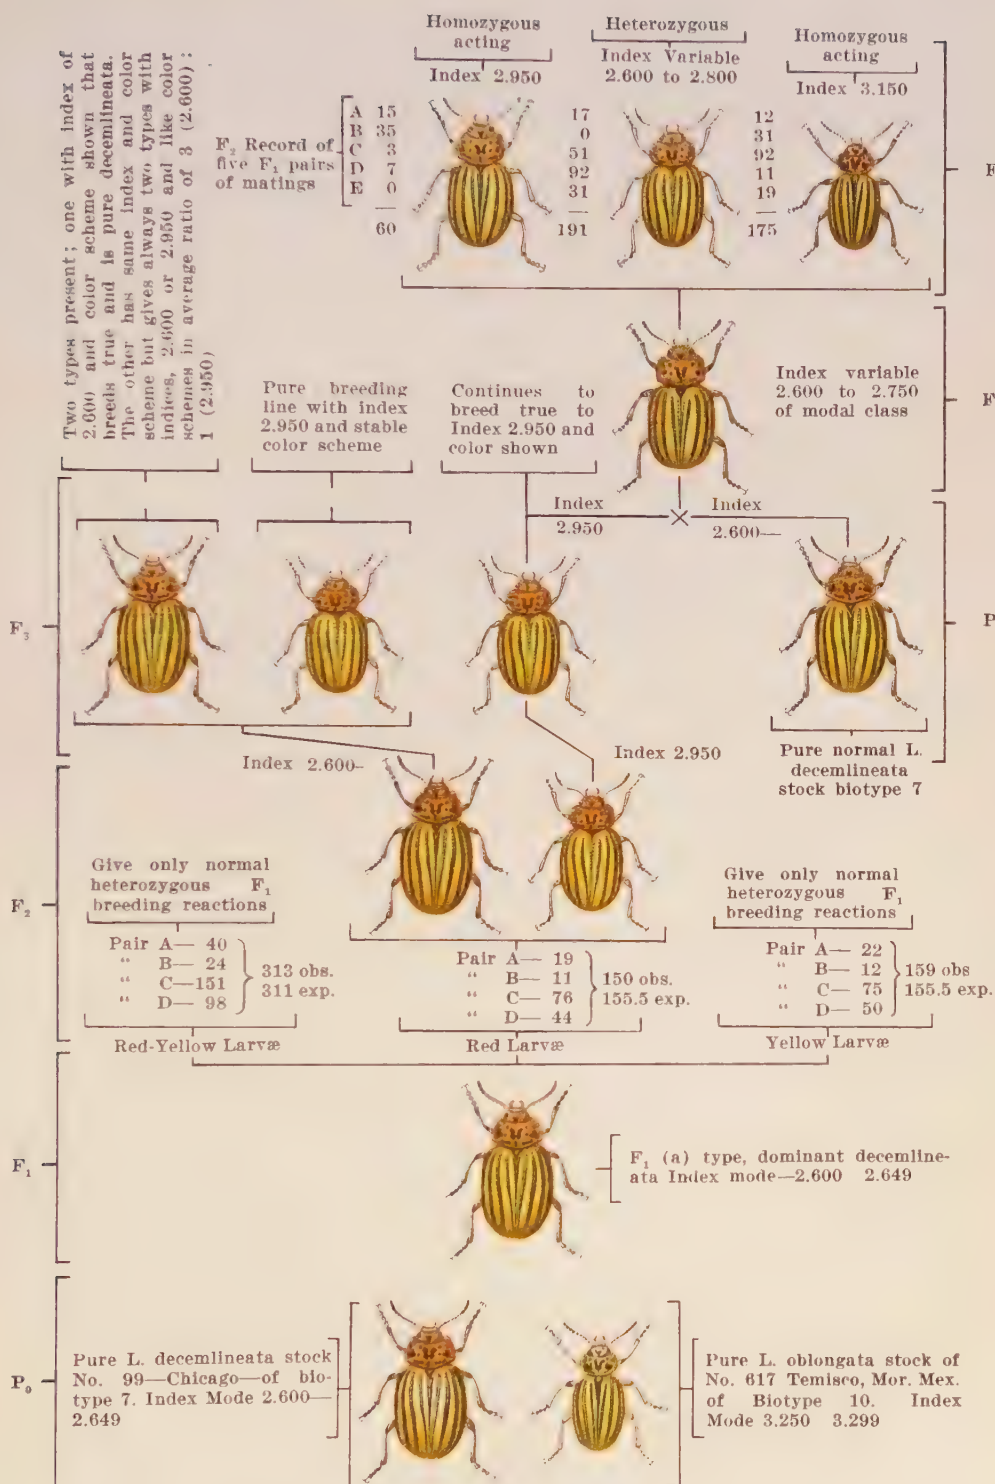 Homozygous
acting
Index 2.950
Heterozygous
Index Variable
2.600 to 2.800
Homozygous
acting
Index 3.150
F₂ Record of
five F₁ pairs
of matings
A 15
B 35
C 3
D 7
E 0
60
17
0
51
92
31
191
12
31
92
11
19
175
F
Two types present; one with index of
2.600 and color scheme shown that
breeds true and is pure decemlineata.
The other has same index and color
scheme but gives always two types with
indices, 2.600 or 2.950 and like color
schemes in average ratio of 3 (2.600) :
1 (2.950)
Pure breeding
line with index
2.950 and stable
color scheme
Continues to
breed true to
Index 2.950 and
color shown
Index variable
2.600 to 2.750
of modal class
F
Index
2.950
Index
2.600—
F₃
P
Pure normal L.
decemlineata
stock biotype 7
Index 2.600-
Index 2.950
F₂
Give only normal
heterozygous F₁
breeding reactions
Pair A— 40
“ B— 24
“ C—151
“ D— 98
313 obs.
311 exp.
Red-Yellow Larvæ
Pair A— 19
“ B— 11
“ C— 76
“ D— 44
150 obs.
155.5 exp.
Red Larvæ
Give only normal
heterozygous F₁
breeding reactions
Pair A— 22
“ B— 12
“ C— 75
“ D— 50
159 obs
155.5 exp.
Yellow Larvæ
F₁
F₁ (a) type, dominant decemline-
ata Index mode—2.600 2.649
P₀
Pure L. decemlineata stock
No. 99—Chicago—of bio-
type 7. Index Mode 2.600—
2.649
Pure L. oblongata stock of
No. 617 Temisco, Mor. Mex.
of Biotype 10. Index
Mode 3.250 3.299